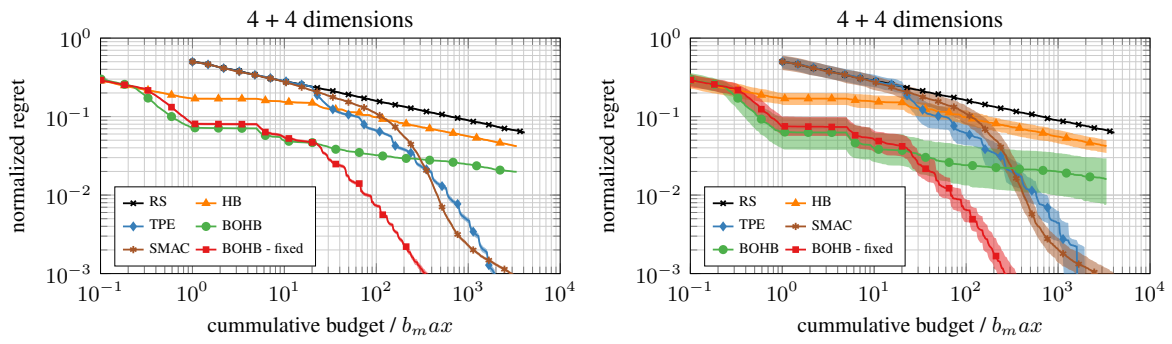 4 + 4 dimensions
normalized regret
10^0
10^−1
10^−2
10^−3
RS
HB
TPE
BOHB
SMAC
BOHB - fixed
10^−1 10^0 10^1 10^2 10^3 10^4
cummulative budget / b_max
4 + 4 dimensions
normalized regret
10^0
10^−1
10^−2
10^−3
RS
HB
TPE
SMAC
BOHB
BOHB - fixed
10^−1 10^0 10^1 10^2 10^3 10^4
cummulative budget / b_max